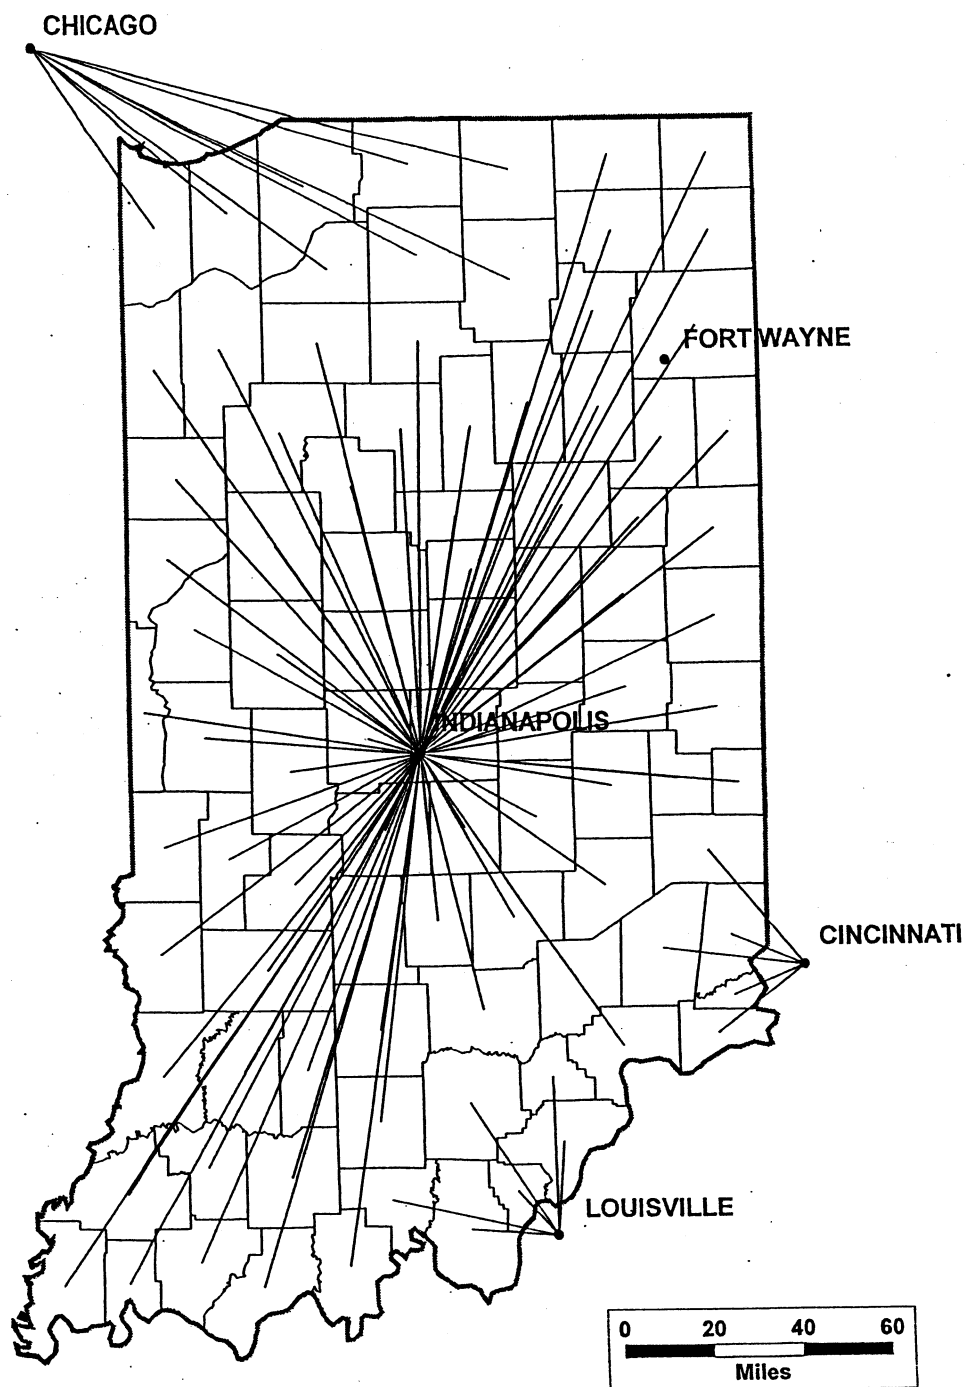 CHICAGO
FORT WAYNE
INDIANAPOLIS
CINCINNATI
LOUISVILLE
0 20 40 60
Miles